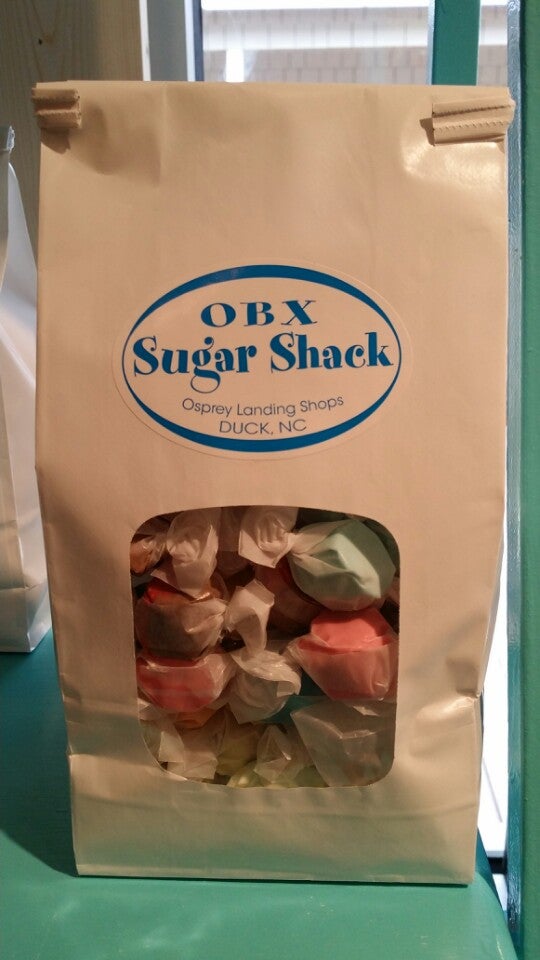 OBX
Sugar Shack
Osprey Landing Shops
DUCK, NC